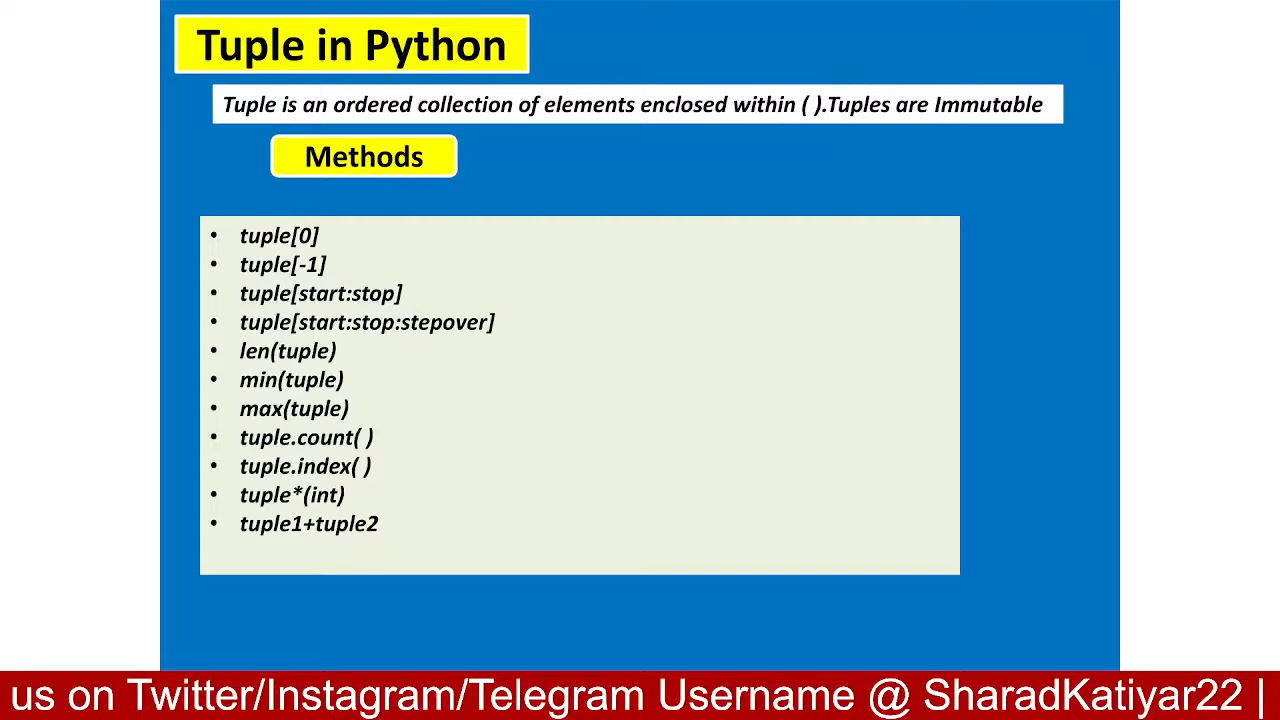 Tuple in Python
Tuple is an ordered collection of elements enclosed within ( ).Tuples are Immutable
Methods
• tuple[0]
• tuple[-1]
• tuple[start:stop]
• tuple[start:stop:stepover]
• len(tuple)
• min(tuple)
• max(tuple)
• tuple.count( )
• tuple.index( )
• tuple*(int)
• tuple1+tuple2
us on Twitter/Instagram/Telegram Username @ SharadKatiyar22 |